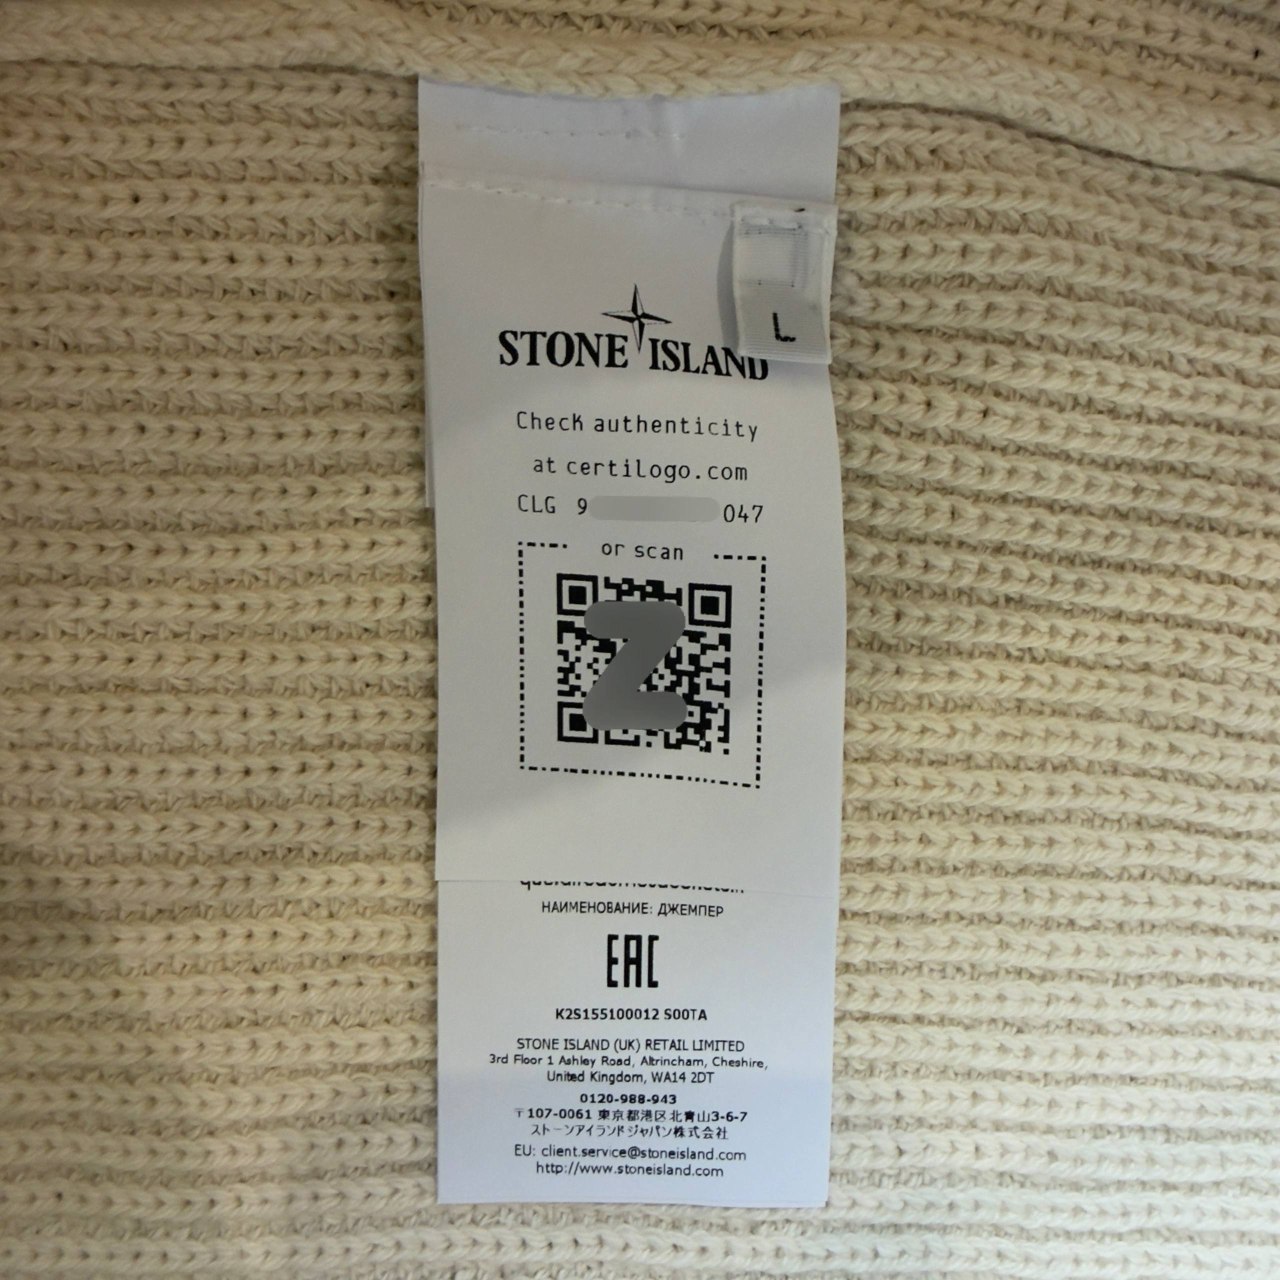 L
STONE ISLAND
Check authenticity
at certilogo.com
CLG 9 047
or scan
НАИМЕНОВАНИЕ: ДЖЕМПЕР
EAC
K2S155100012 S00TA
STONE ISLAND (UK) RETAIL LIMITED
3rd Floor 1 Ashley Road, Altrincham, Cheshire,
United Kingdom, WA14 2DT
0120-988-943
〒107-0061 東京都港区北青山3-6-7
ストーンアイランドジャパン株式会社
EU: client.service@stoneisland.com
http://www.stoneisland.com